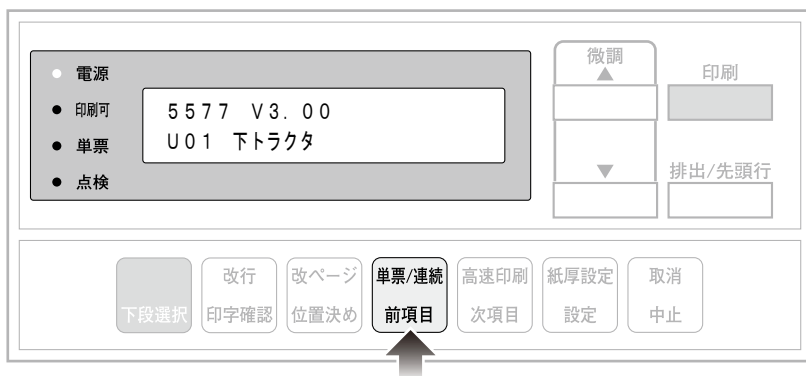 電源
印刷可
単票
点検
5577 V3.00
U01 下トラクタ
微調
印刷
排出/先頭行
下段選択
改行
印字確認
改ページ
位置決め
単票/連続
前項目
高速印刷
次項目
紙厚設定
設定
取消
中止